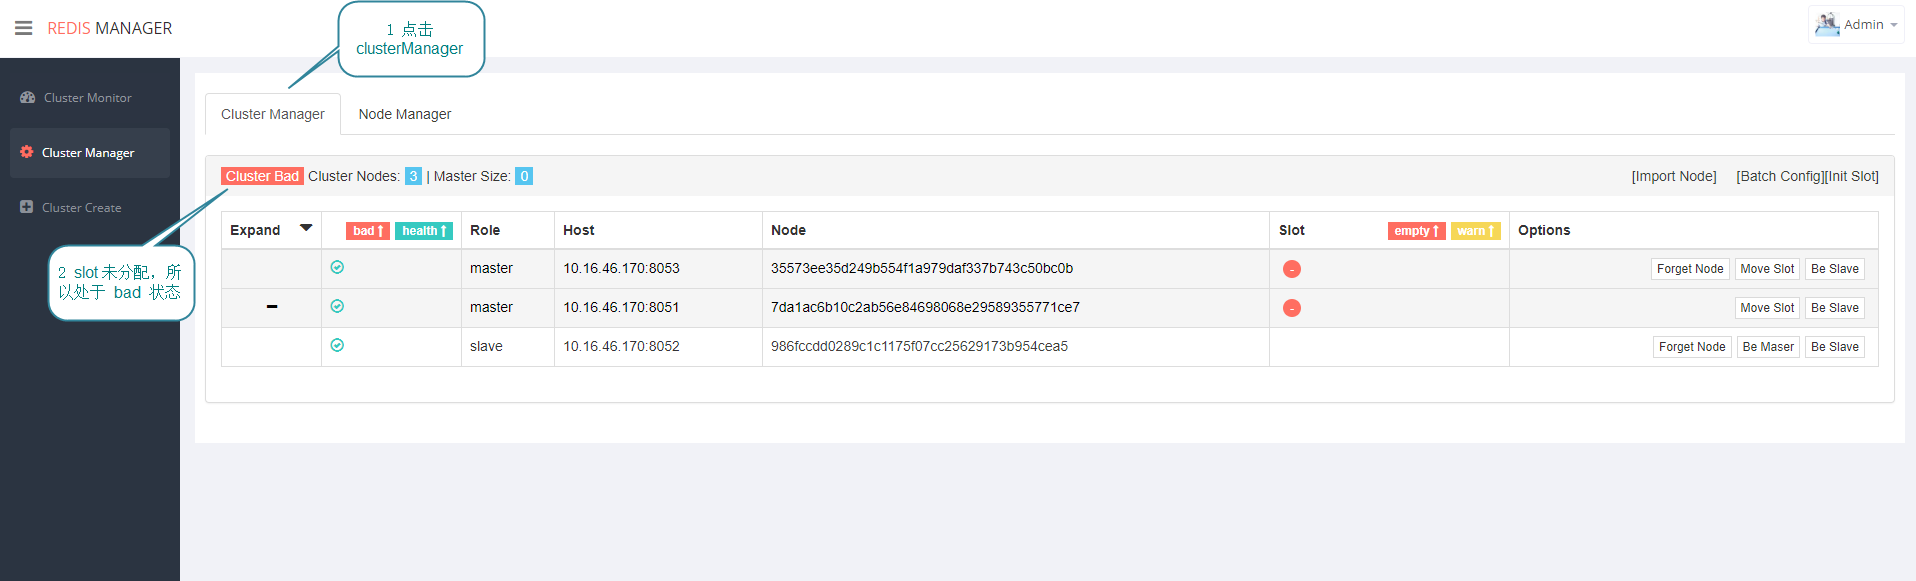 REDIS MANAGER
1 点击
clusterManager
Admin
Cluster Monitor
Cluster Manager
Cluster Create
Cluster Manager
Node Manager
Cluster Bad Cluster Nodes: 3 | Master Size: 0
[Import Node] [Batch Config][Init Slot]
Expand bad health Role Host Node Slot empty warn Options
master 10.16.46.170:8053 35573ee35d249b554f1a979daf337b743c50bc0b - Forget Node Move Slot Be Slave
master 10.16.46.170:8051 7da1ac6b10c2ab56e84698068e29589355771ce7 - Move Slot Be Slave
slave 10.16.46.170:8052 986fccdd0289c1c1175f07cc25629173b954cea5 Forget Node Be Maser Be Slave
2 slot 未分配，所
以处于 bad 状态